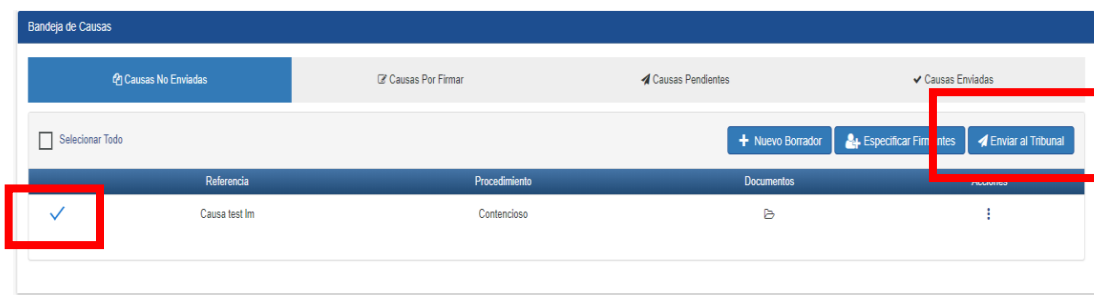 Bandeja de Causas
Causas No Enviadas Causas Por Firmar Causas Pendientes Causas Enviadas
Selecionar Todo Nuevo Borrador Especificar Firmantes Enviar al Tribunal
Referencia Procedimiento Documentos Acciones
Causa test lm Contencioso